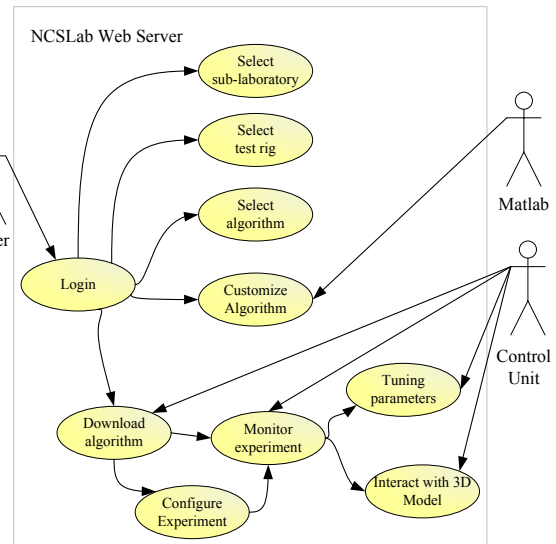 NCSLab Web Server
Select
sub-laboratory
Select
test rig
Matlab
Select
algorithm
Login
Customize
Algorithm
Control
Unit
Tuning
parameters
Download
algorithm
Monitor
experiment
Interact with 3D
Model
Configure
Experiment